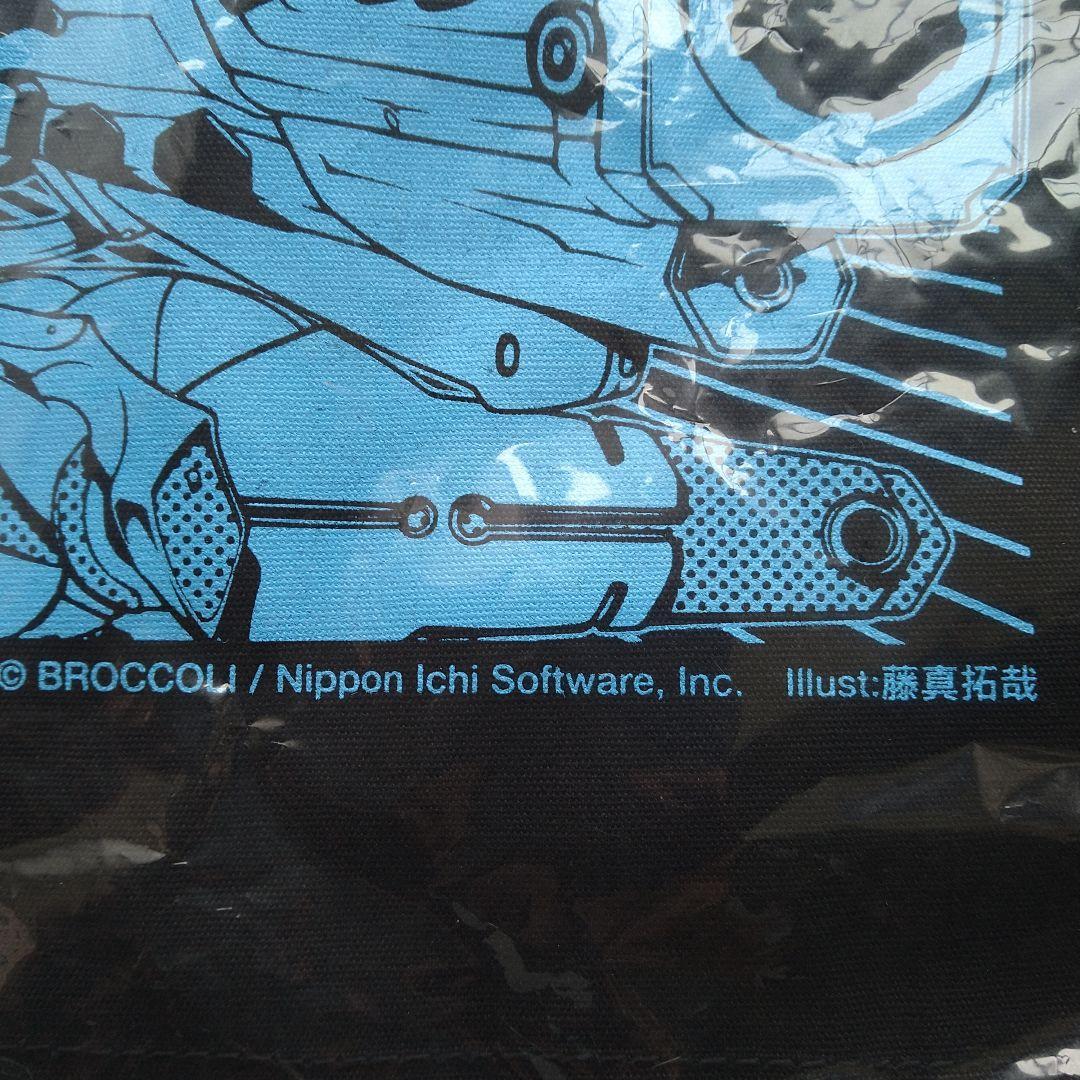 © BROCCOLI / Nippon Ichi Software, Inc. Illust:藤真拓哉